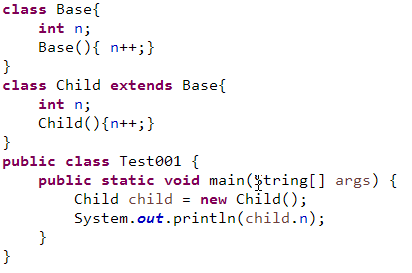 class Base{
    int n;
    Base(){ n++;}
}
class Child extends Base{
    int n;
    Child(){n++;}
}
public class Test001 {
    public static void main(String[] args) {
        Child child = new Child();
        System.out.println(child.n);
    }
}